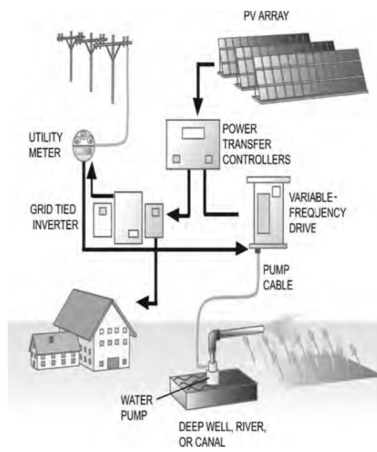 PV ARRAY
UTILITY
METER
POWER
TRANSFER
CONTROLLERS
GRID TIED
INVERTER
VARIABLE-
FREQUENCY
DRIVE
PUMP
CABLE
WATER
PUMP
DEEP WELL, RIVER,
OR CANAL